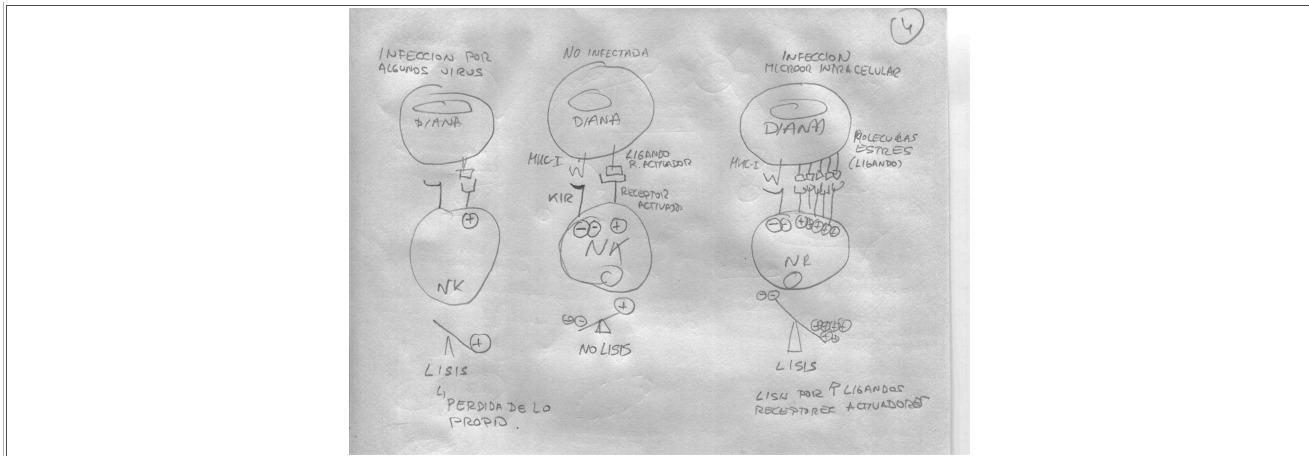 4
INFECCION POR
ALGUNOS VIRUS
DIANA
+
NK
+
LISIS
PERDIDA DE LO
PROPIO.
NO INFECTADA
DIANA
MHC-I
LIGANDO
R. ACTIVADOR
KIR
RECEPTOR
ACTIVADOR
- - +
NK
- - +
NO LISIS
INFECCION
MICROOR INTRACELULAR
DIANA
MHC-I
MOLECULAS
ESTRES
(LIGANDO)
- - + + + + +
NK
LISIS
LISIS POR ↑ LIGANDOS
RECEPTORES ACTIVADORES